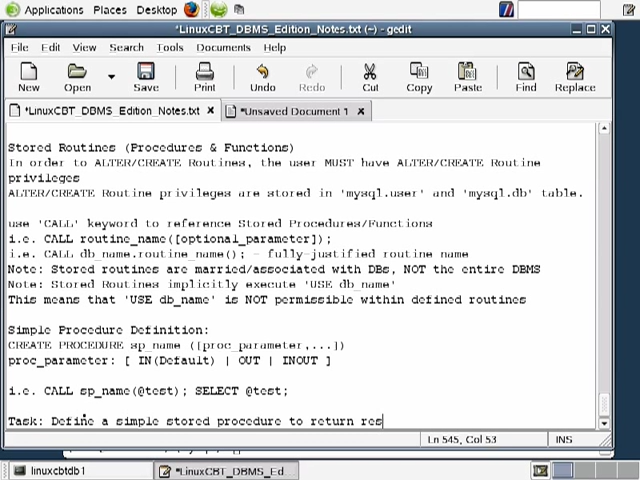 Applications Places Desktop
*LinuxCBT_DBMS_Edition_Notes.txt (~) - gedit
File Edit View Search Tools Documents Help
New Open Save Print Undo Redo Cut Copy Paste Find Replace
*LinuxCBT_DBMS_Edition_Notes.txt x *Unsaved Document 1 x
Stored Routines (Procedures & Functions)
In order to ALTER/CREATE Routines, the user MUST have ALTER/CREATE Routine
privileges
ALTER/CREATE Routine privileges are stored in 'mysql.user' and 'mysql.db' table.
use 'CALL' keyword to reference Stored Procedures/Functions
i.e. CALL routine_name([optional_parameter]);
i.e. CALL db_name.routine_name(); - fully-justified routine name
Note: Stored routines are married/associated with DBs, NOT the entire DBMS
Note: Stored Routines implicitly execute 'USE db_name'
This means that 'USE db_name' is NOT permissible within defined routines
Simple Procedure Definition:
CREATE PROCEDURE sp_name ([proc_parameter,...])
proc_parameter: [ IN(Default) | OUT | INOUT ]
i.e. CALL sp_name(@test); SELECT @test;
Task: Define a simple stored procedure to return res
Ln 545, Col 53 INS
linuxcbtdb1 *LinuxCBT_DBMS_Ed...